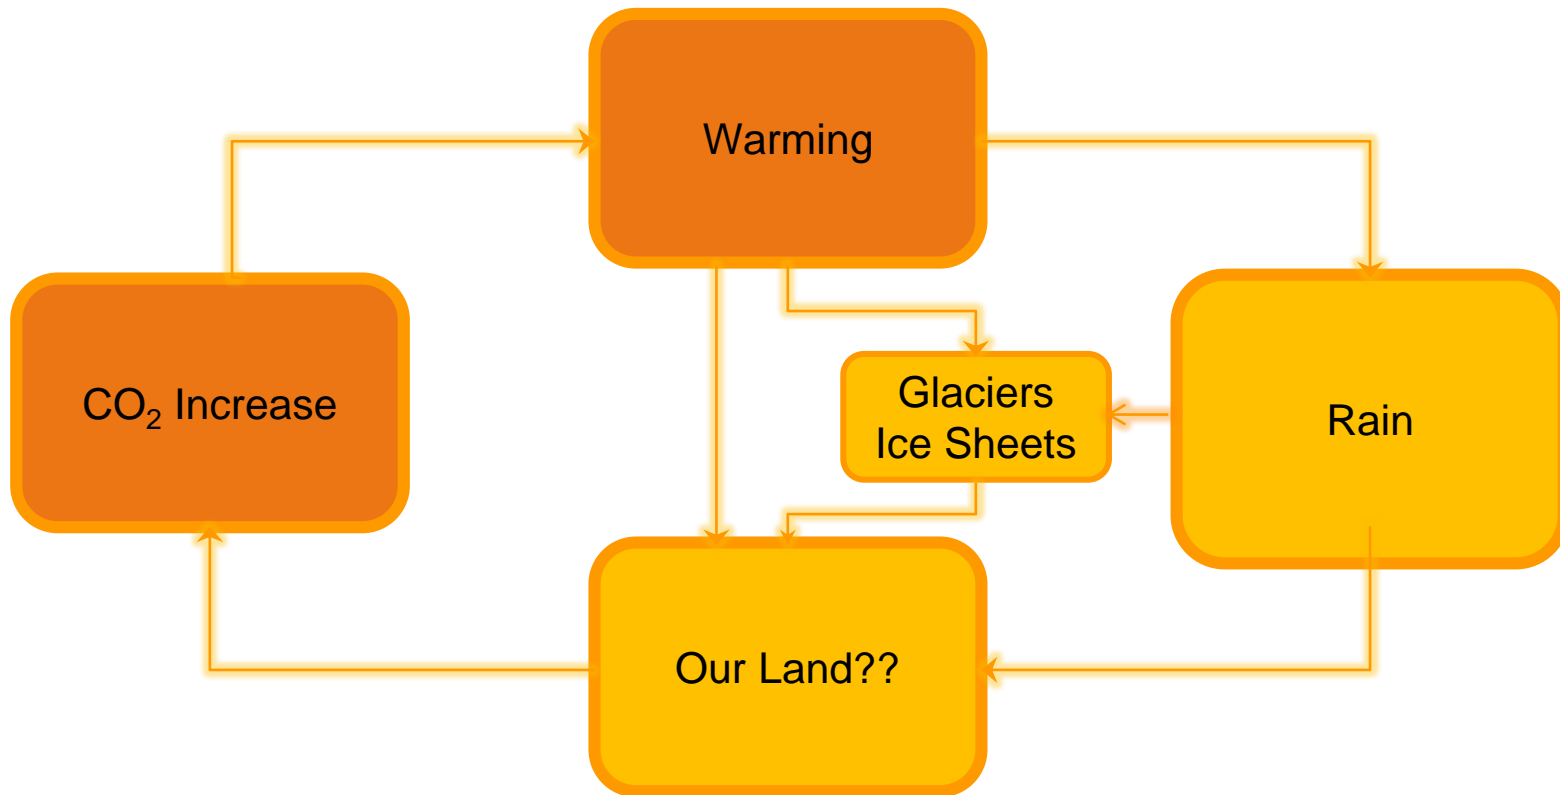 Warming
CO₂ Increase
Glaciers
Ice Sheets
Rain
Our Land??